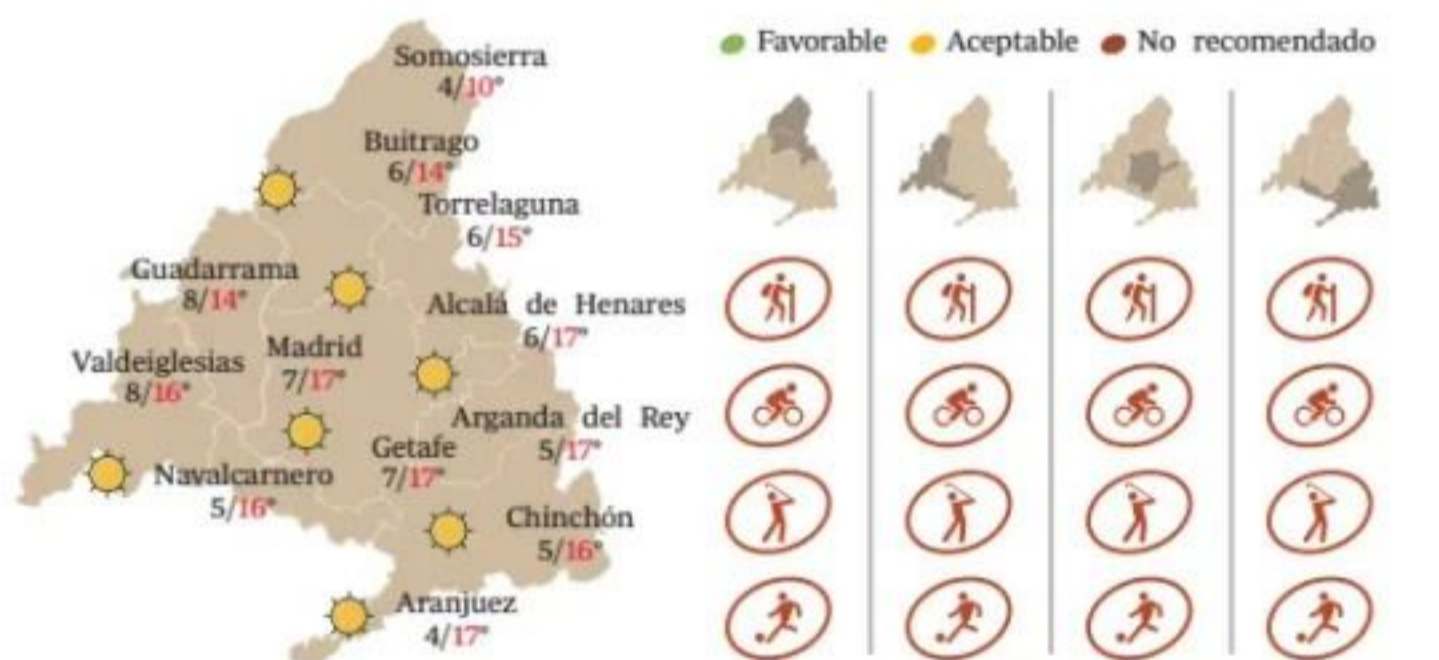 Somosierra
4/10°
Buitrago
6/14°
Torrelaguna
6/15°
Guadarrama
8/14°
Alcalá de Henares
6/17°
Madrid
7/17°
Valdeiglesias
8/16°
Arganda del Rey
5/17°
Getafe
7/17°
Navalcarnero
5/16°
Chinchón
5/16°
Aranjuez
4/17°
Favorable Aceptable No recomendado